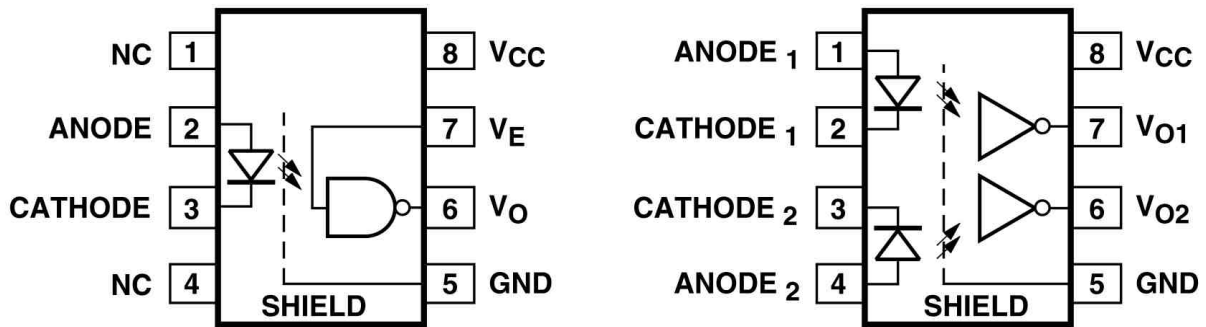 NC 1
8 VCC
ANODE 2
7 VE
CATHODE 3
6 VO
NC 4
5 GND
SHIELD
ANODE 1 1
8 VCC
CATHODE 1 2
7 VO1
CATHODE 2 3
6 VO2
ANODE 2 4
5 GND
SHIELD